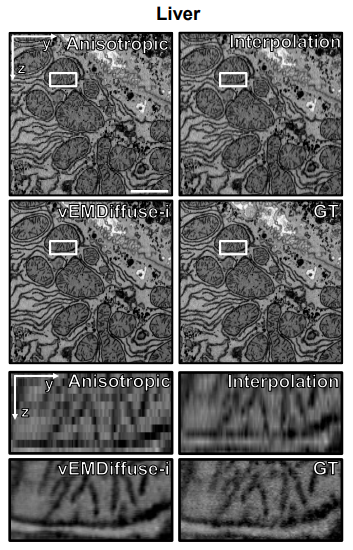 Liver
y
z
Anisotropic
Interpolation
vEMDiffuse-i
GT
y
z
Anisotropic
Interpolation
vEMDiffuse-i
GT